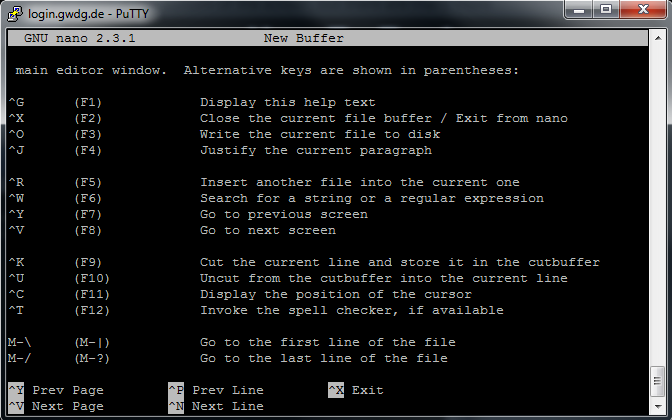 login.gwdg.de - PuTTY
GNU nano 2.3.1 New Buffer
main editor window. Alternative keys are shown in parentheses:
^G (F1) Display this help text
^X (F2) Close the current file buffer / Exit from nano
^O (F3) Write the current file to disk
^J (F4) Justify the current paragraph
^R (F5) Insert another file into the current one
^W (F6) Search for a string or a regular expression
^Y (F7) Go to previous screen
^V (F8) Go to next screen
^K (F9) Cut the current line and store it in the cutbuffer
^U (F10) Uncut from the cutbuffer into the current line
^C (F11) Display the position of the cursor
^T (F12) Invoke the spell checker, if available
M-\ (M-|) Go to the first line of the file
M-/ (M-?) Go to the last line of the file
^Y Prev Page ^P Prev Line ^X Exit
^V Next Page ^N Next Line